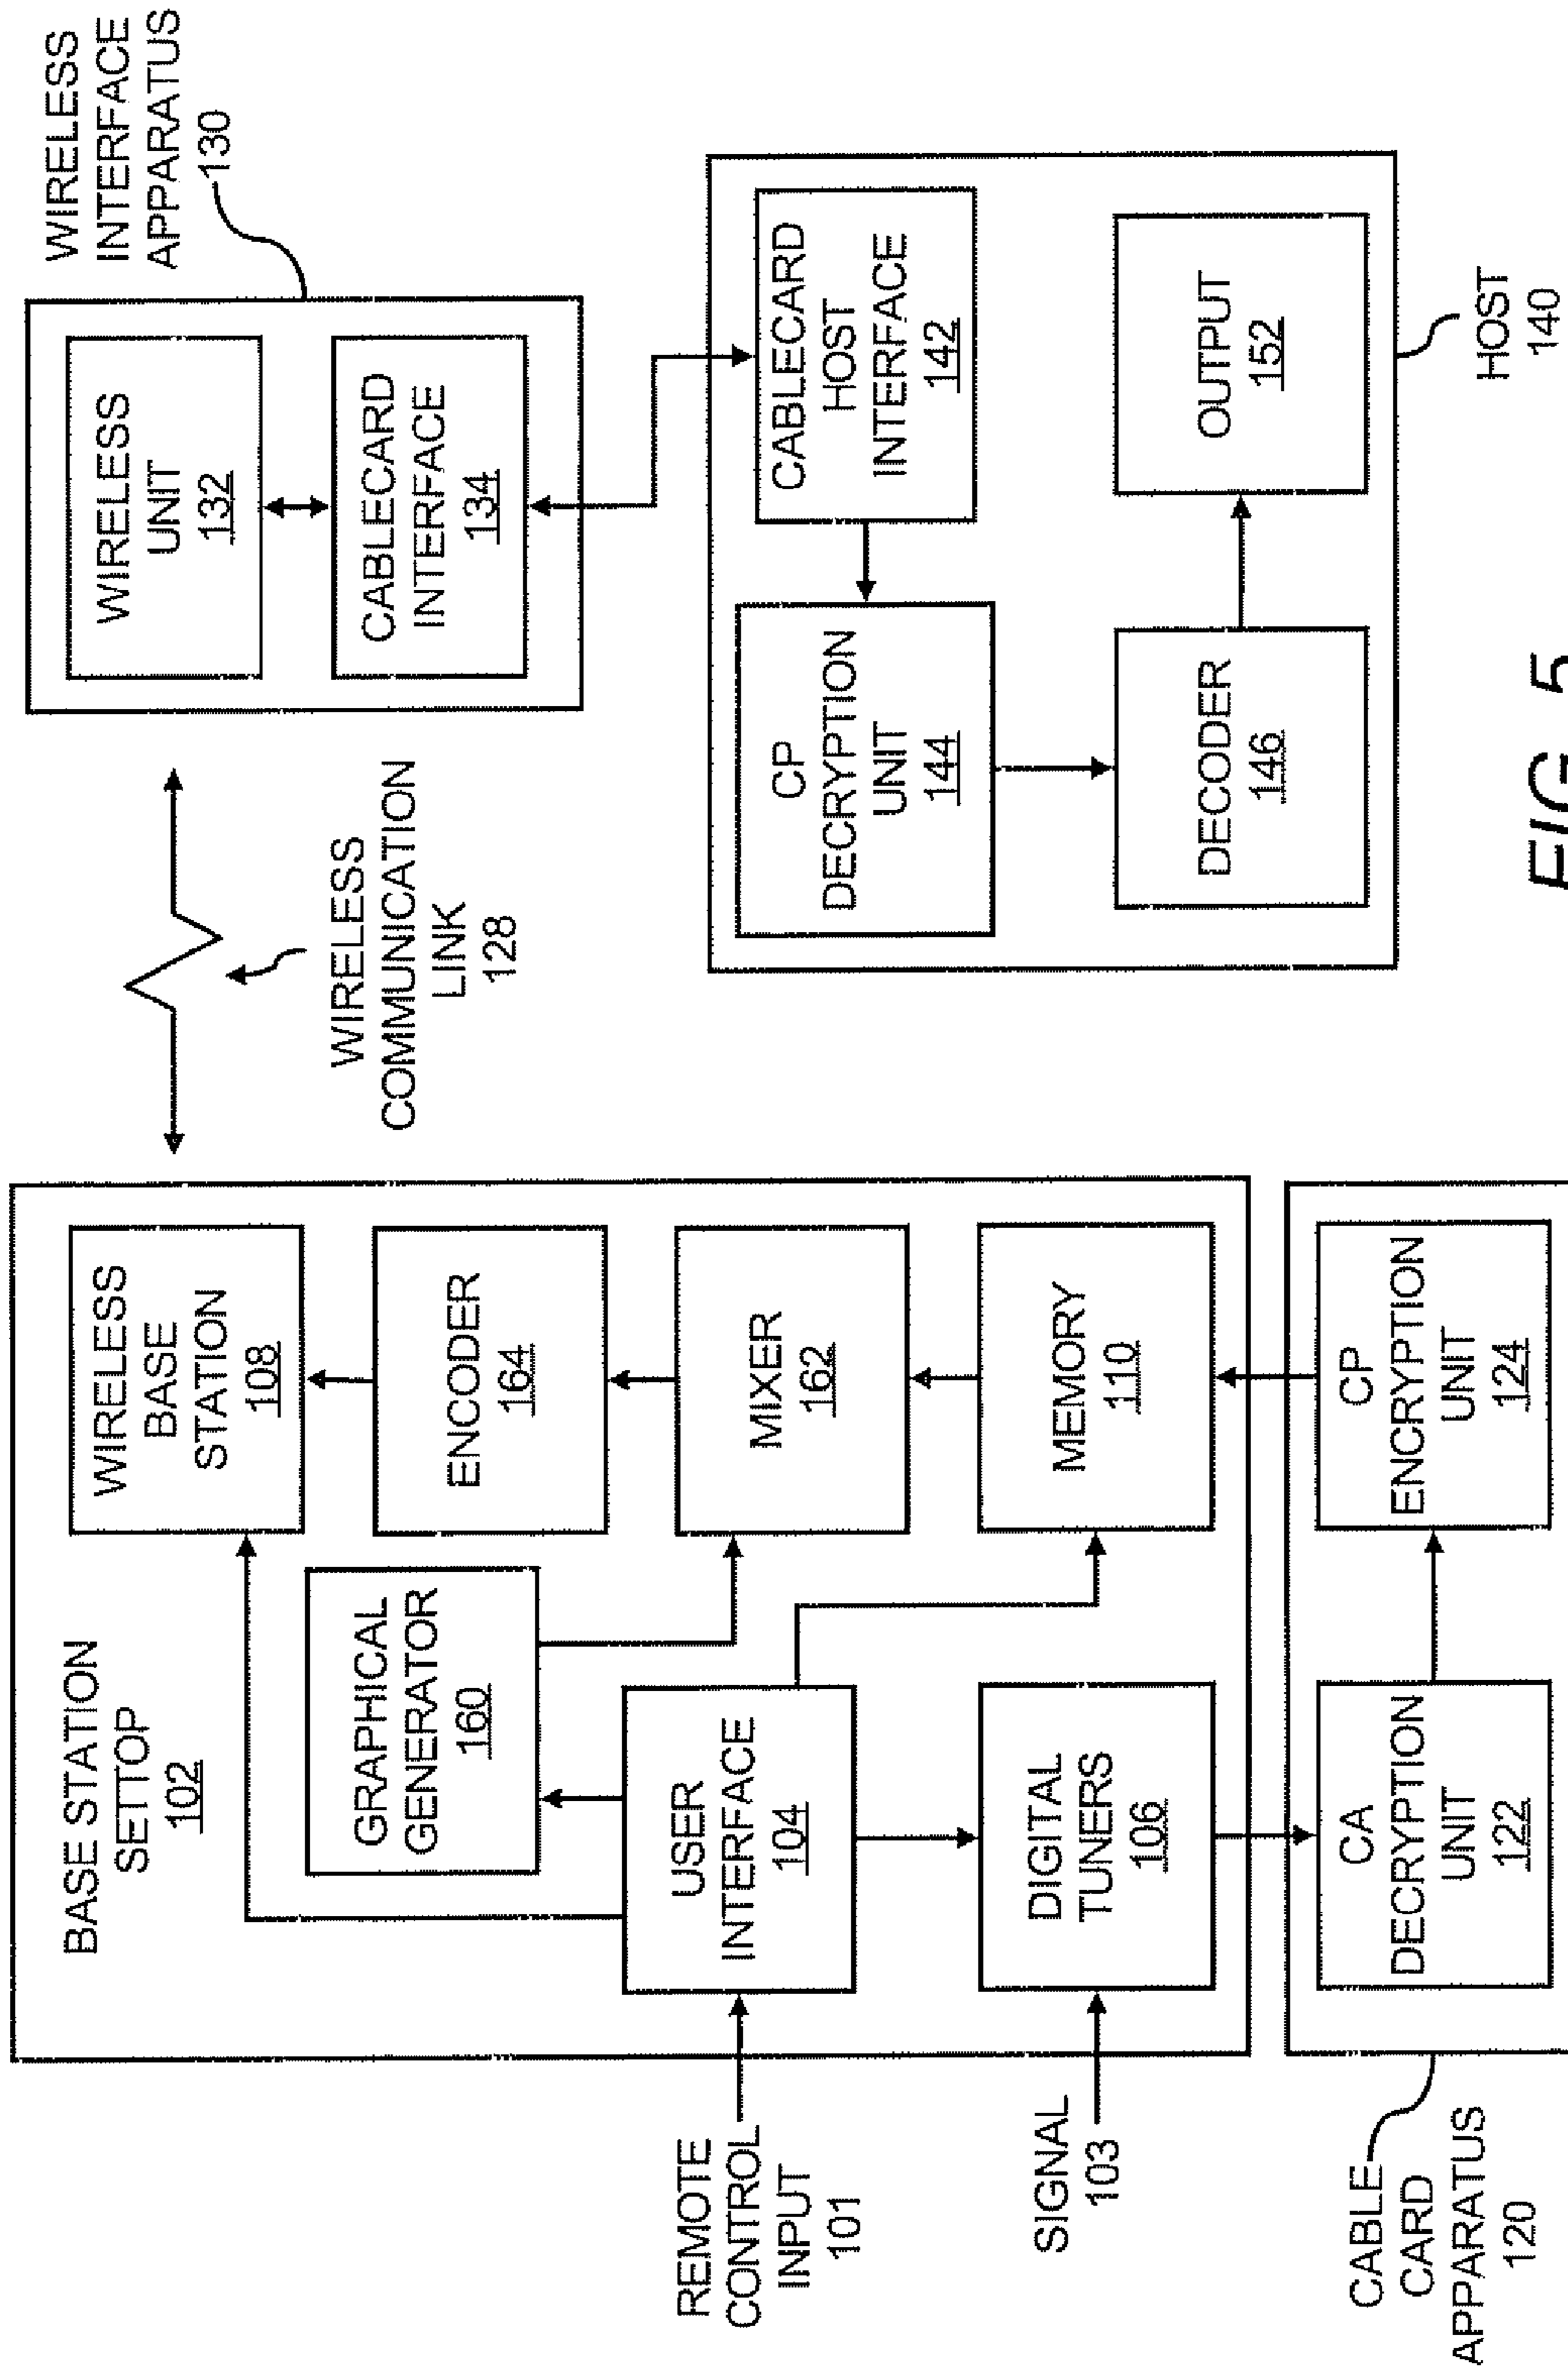 BASE STATION
SETTOP
102
WIRELESS
BASE
STATION
108
GRAPHICAL
GENERATOR
160
ENCODER
164
REMOTE
CONTROL
INPUT
101
USER
INTERFACE
104
MIXER
162
SIGNAL
103
DIGITAL
TUNERS
106
MEMORY
110
CABLE
CARD
APPARATUS
120
CA
DECRYPTION
UNIT
122
CP
ENCRYPTION
UNIT
124
WIRELESS
COMMUNICATION
LINK
128
WIRELESS
INTERFACE
APPARATUS
130
WIRELESS
UNIT
132
CABLECARD
INTERFACE
134
CP
DECRYPTION
UNIT
144
CABLECARD
HOST
INTERFACE
142
DECODER
146
OUTPUT
152
HOST
140
FIG. 5